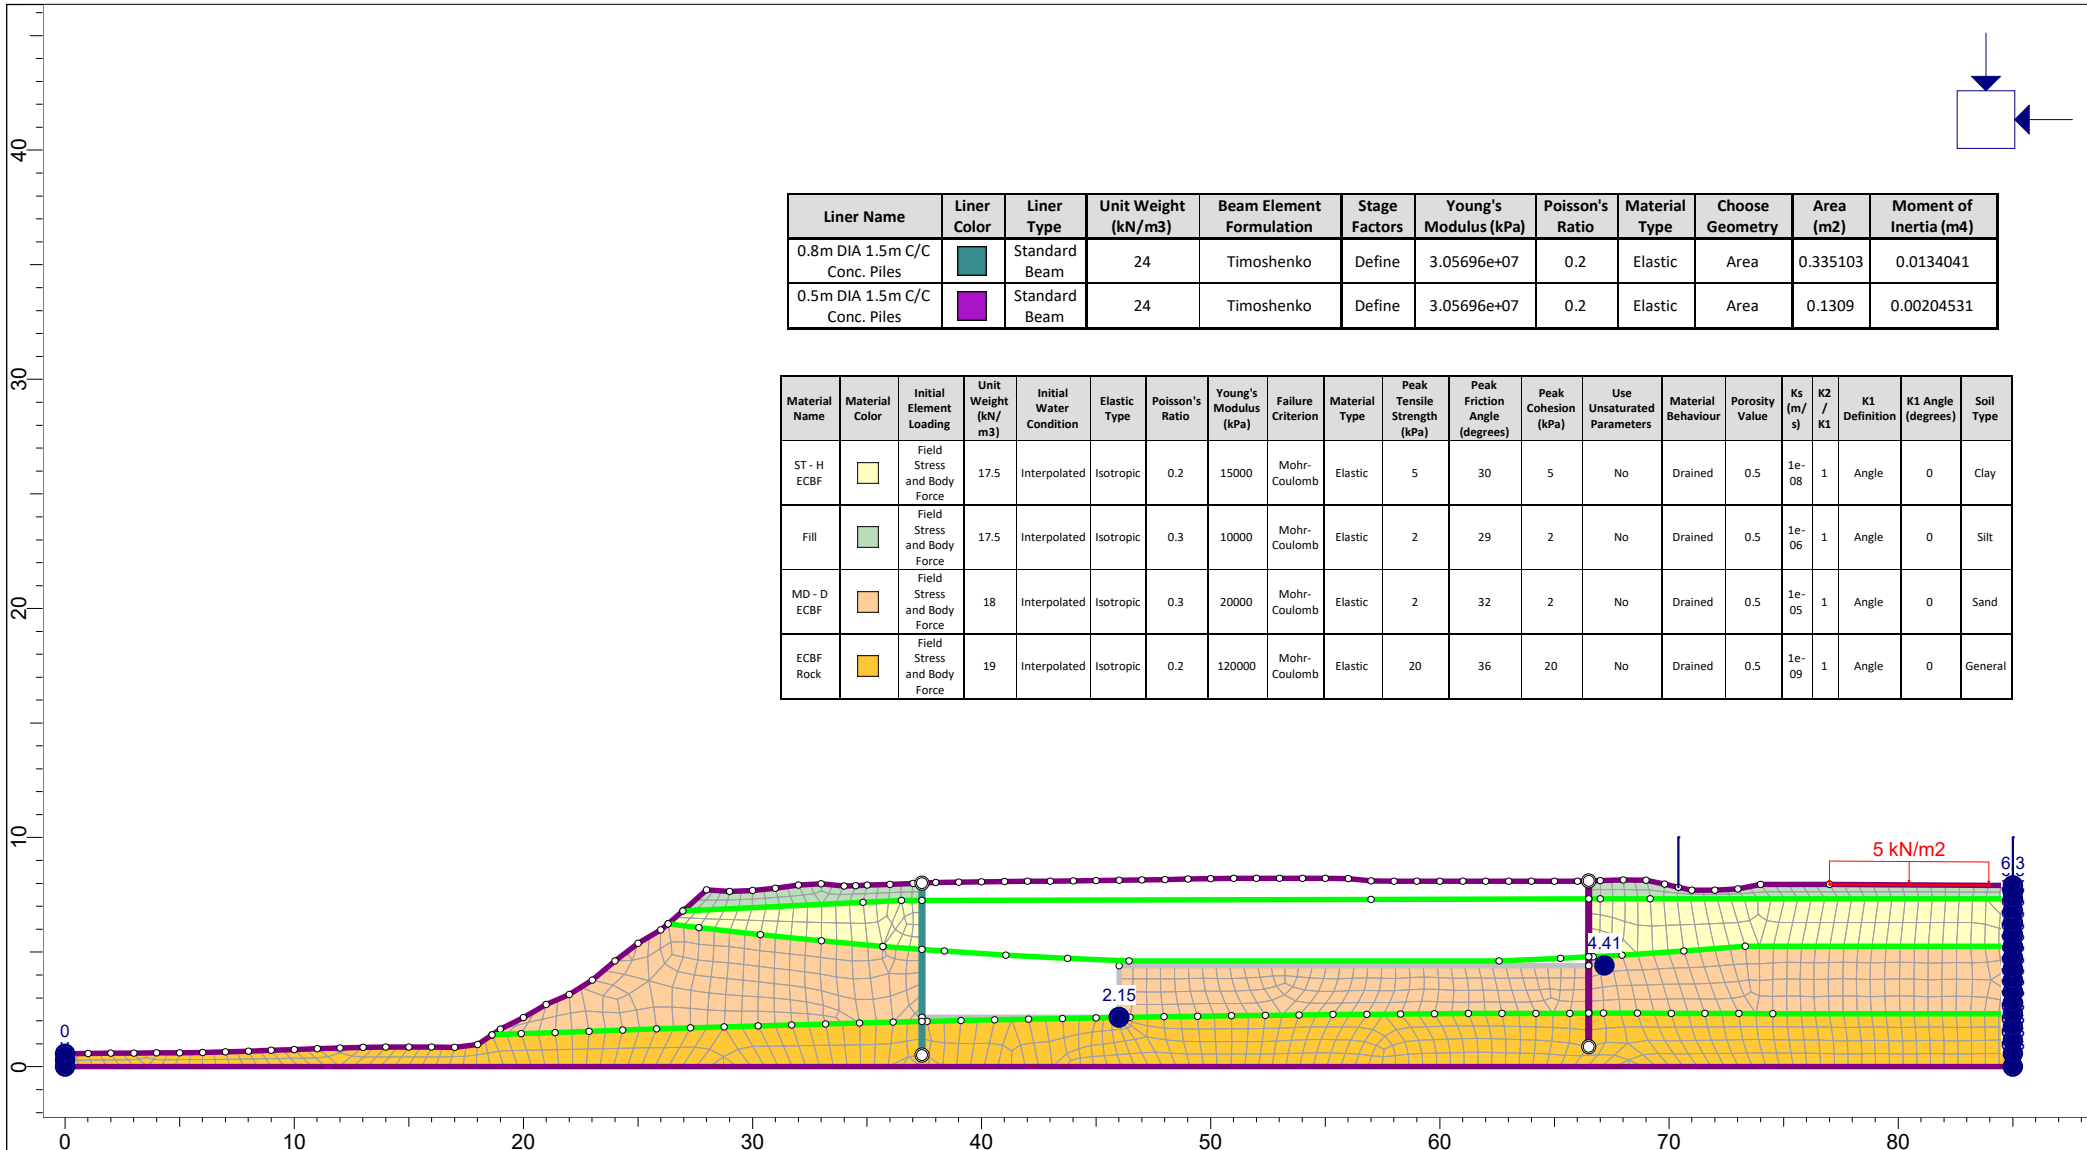 40
30
20
10
0
Liner Name Liner Color Liner Type Unit Weight (kN/m3) Beam Element Formulation Stage Factors Young's Modulus (kPa) Poisson's Ratio Material Type Choose Geometry Area (m2) Moment of Inertia (m4)
0.8m DIA 1.5m C/C Conc. Piles Standard Beam 24 Timoshenko Define 3.05696e+07 0.2 Elastic Area 0.335103 0.0134041
0.5m DIA 1.5m C/C Conc. Piles Standard Beam 24 Timoshenko Define 3.05696e+07 0.2 Elastic Area 0.1309 0.00204531
Material Name Material Color Initial Element Loading Unit Weight (kN/m3) Initial Water Condition Elastic Type Poisson's Ratio Young's Modulus (kPa) Failure Criterion Material Type Peak Tensile Strength (kPa) Peak Friction Angle (degrees) Peak Cohesion (kPa) Use Unsaturated Parameters Material Behaviour Porosity Value Ks (m/s) K2 / K1 K1 Definition K1 Angle (degrees) Soil Type
ST - H ECBF Field Stress and Body Force 17.5 Interpolated Isotropic 0.2 15000 Mohr-Coulomb Elastic 5 30 5 No Drained 0.5 1e-08 1 Angle 0 Clay
Fill Field Stress and Body Force 17.5 Interpolated Isotropic 0.3 10000 Mohr-Coulomb Elastic 2 29 2 No Drained 0.5 1e-06 1 Angle 0 Silt
MD - D ECBF Field Stress and Body Force 18 Interpolated Isotropic 0.3 20000 Mohr-Coulomb Elastic 2 32 2 No Drained 0.5 1e-05 1 Angle 0 Sand
ECBF Rock Field Stress and Body Force 19 Interpolated Isotropic 0.2 120000 Mohr-Coulomb Elastic 20 36 20 No Drained 0.5 1e-09 1 Angle 0 General
5 kN/m2
6.3
4.41
2.15
0
0 10 20 30 40 50 60 70 80